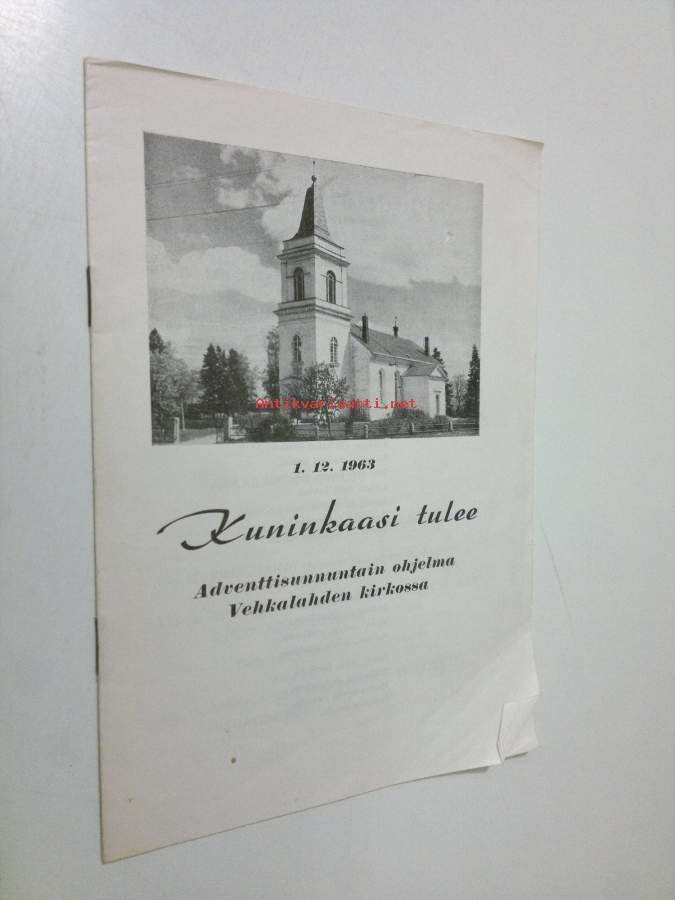 Antikvariaatti.net
1. 12. 1963
Kuninkaasi tulee
Adventtisunnuntain ohjelma
Vehkalahden kirkossa